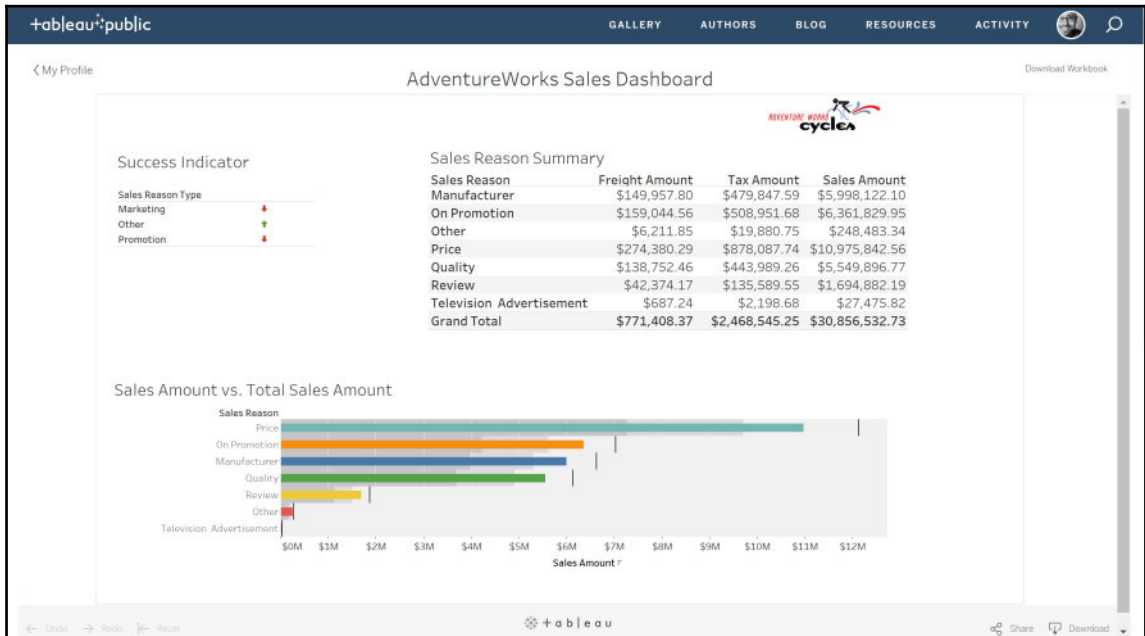 +ableau public
GALLERY AUTHORS BLOG RESOURCES ACTIVITY
My Profile
Download Workbook
AdventureWorks Sales Dashboard
ADVENTURE WORKS
cycles
Success Indicator
Sales Reason Type
Marketing
Other
Promotion
Sales Reason Summary
Sales Reason Freight Amount Tax Amount Sales Amount
Manufacturer $149,957.80 $479,847.59 $5,998,122.10
On Promotion $159,044.56 $508,951.68 $6,361,829.95
Other $6,211.85 $19,880.75 $248,483.34
Price $274,380.29 $878,087.74 $10,975,842.56
Quality $138,752.46 $443,989.26 $5,549,896.77
Review $42,374.17 $135,589.55 $1,694,882.19
Television Advertisement $687.24 $2,198.68 $27,475.82
Grand Total $771,408.37 $2,468,545.25 $30,856,532.73
Sales Amount vs. Total Sales Amount
Sales Reason
Price
On Promotion
Manufacturer
Quality
Review
Other
Television Advertisement
$0M $1M $2M $3M $4M $5M $6M $7M $8M $9M $10M $11M $12M
Sales Amount
Undo Redo Reset
+ableau
Share Download